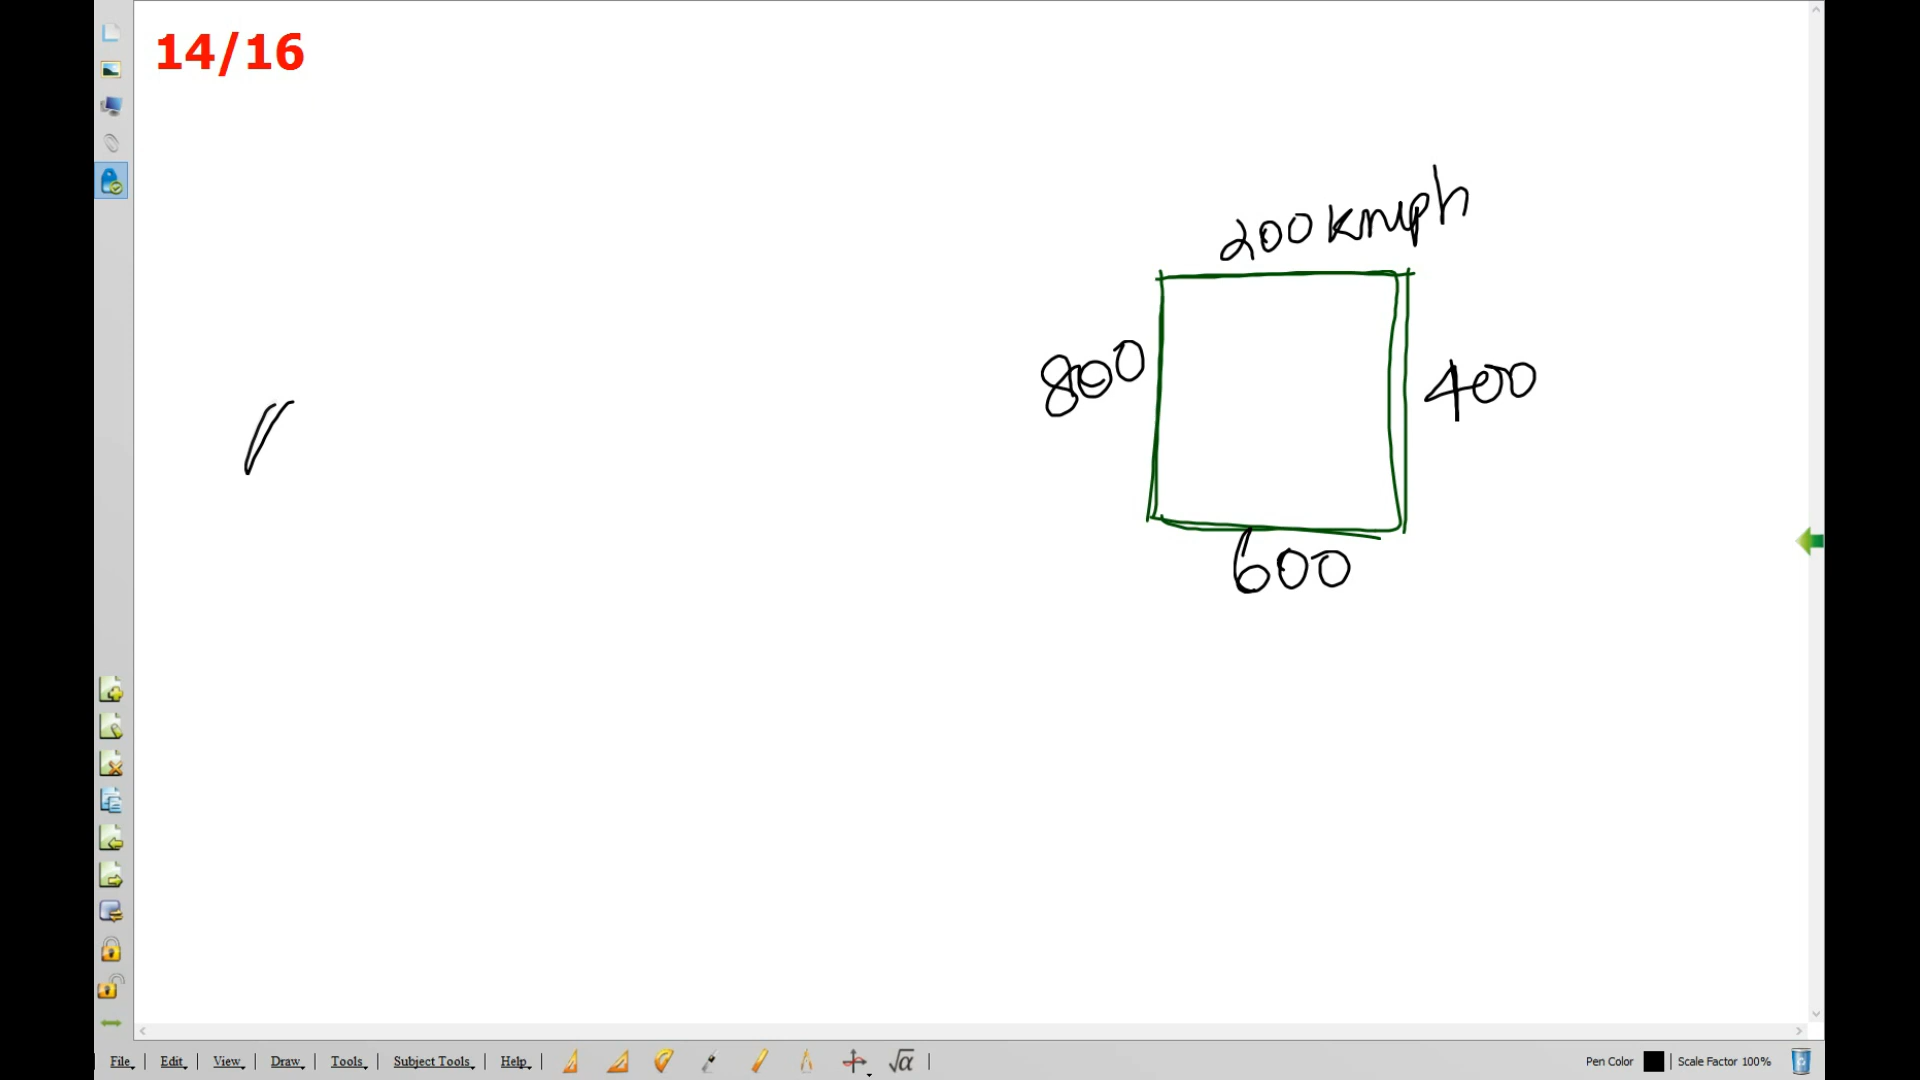 14/16
200 kmph
800
400
600
File
Edit
View
Draw
Tools
Subject Tools
Help
Pen Color
Scale Factor 100%